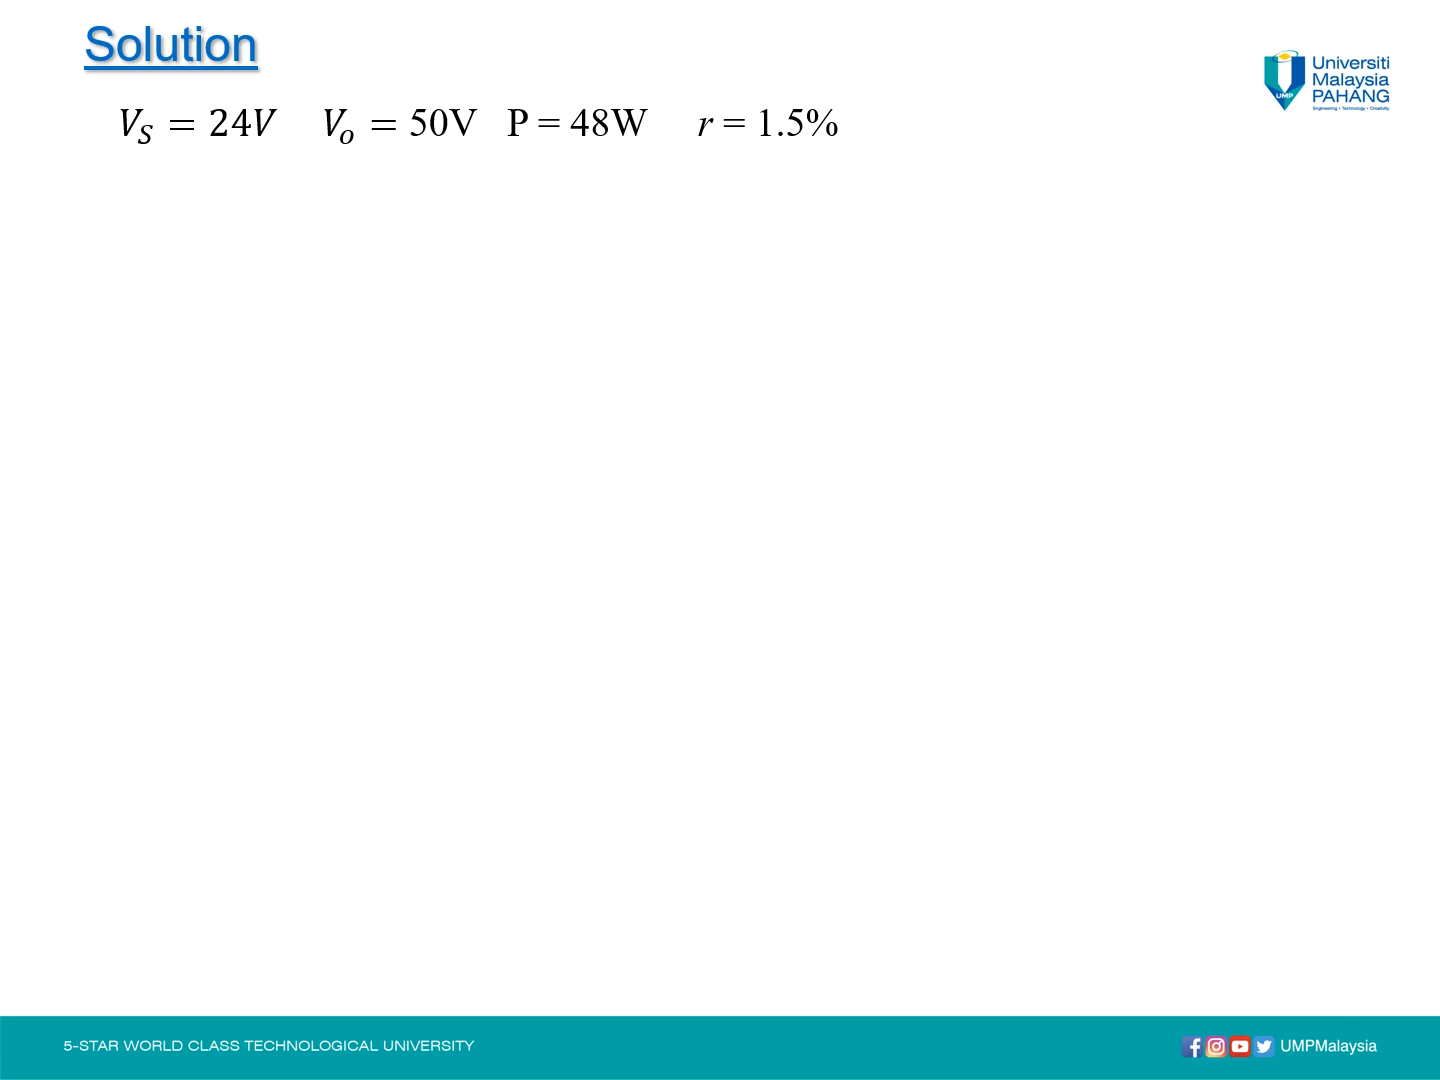 Solution
V_S = 24V V_o = 50V P = 48W r = 1.5%
Universiti
Malaysia
PAHANG
Engineering • Technology • Creativity
UMP
5-STAR WORLD CLASS TECHNOLOGICAL UNIVERSITY
UMPMalaysia